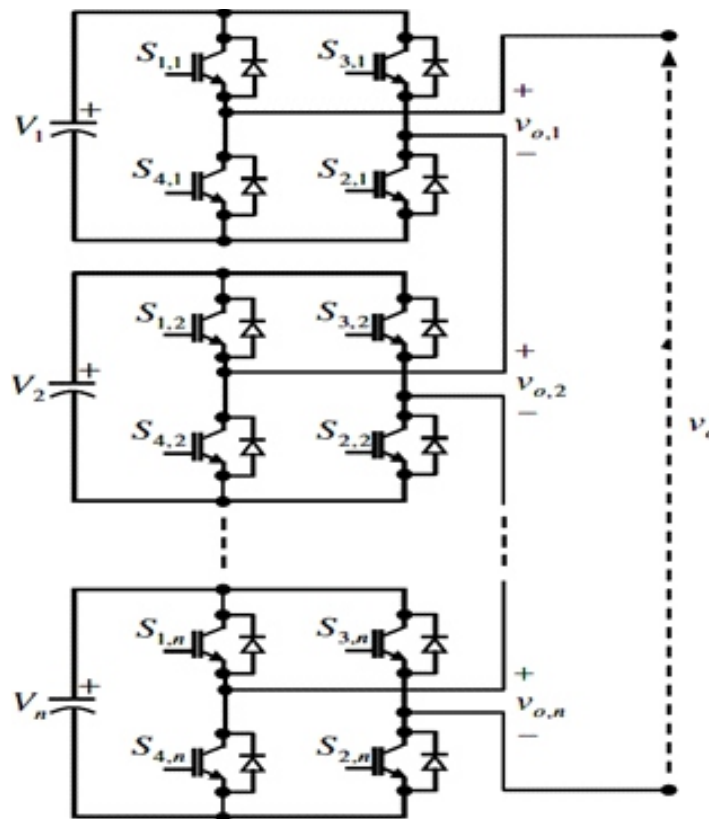 S1,1
S3,1
+
V1
+
vo,1
−
S4,1
S2,1
S1,2
S3,2
+
V2
+
vo,2
−
S4,2
S2,2
S1,n
S3,n
+
Vn
+
vo,n
−
S4,n
S2,n